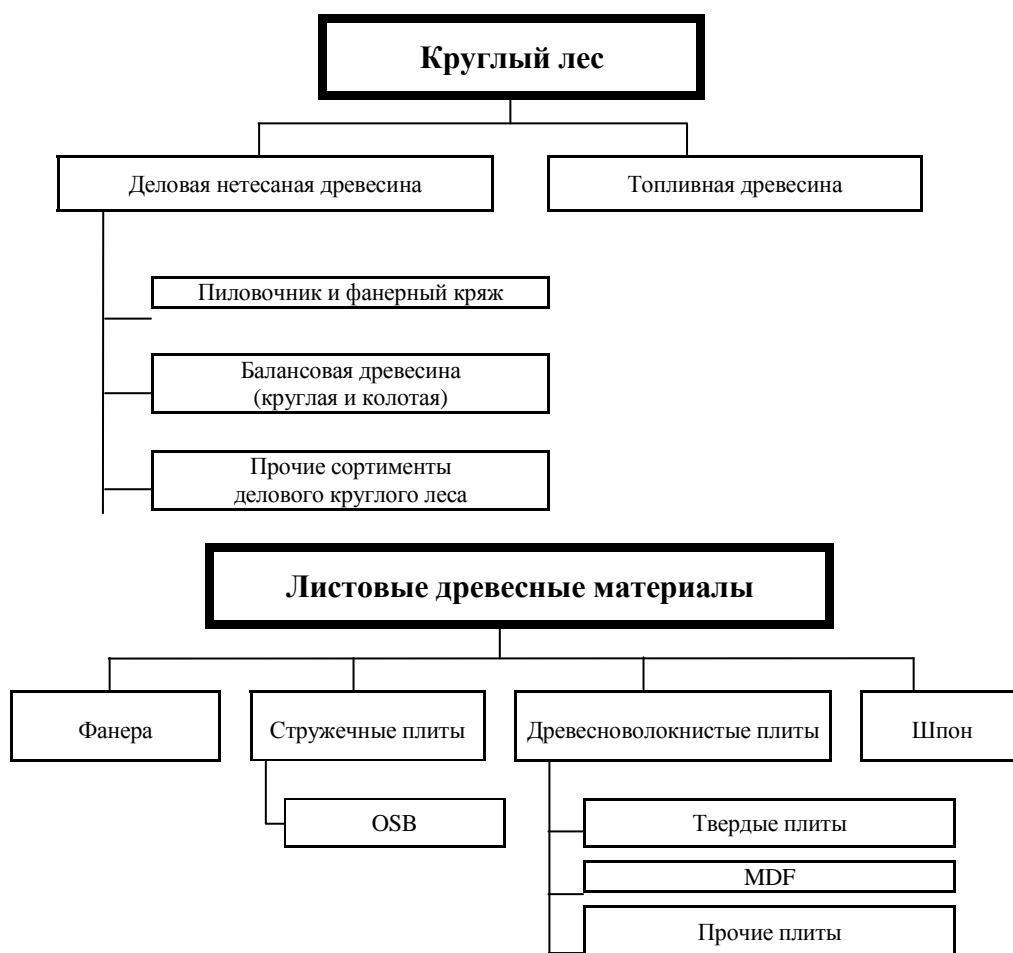 Круглый лес
Деловая нетесаная древесина
Топливная древесина
Пиловочник и фанерный кряж
Балансовая древесина
(круглая и колотая)
Прочие сортименты
делового круглого леса
Листовые древесные материалы
Фанера
Стружечные плиты
Древесноволокнистые плиты
Шпон
OSB
Твердые плиты
MDF
Прочие плиты